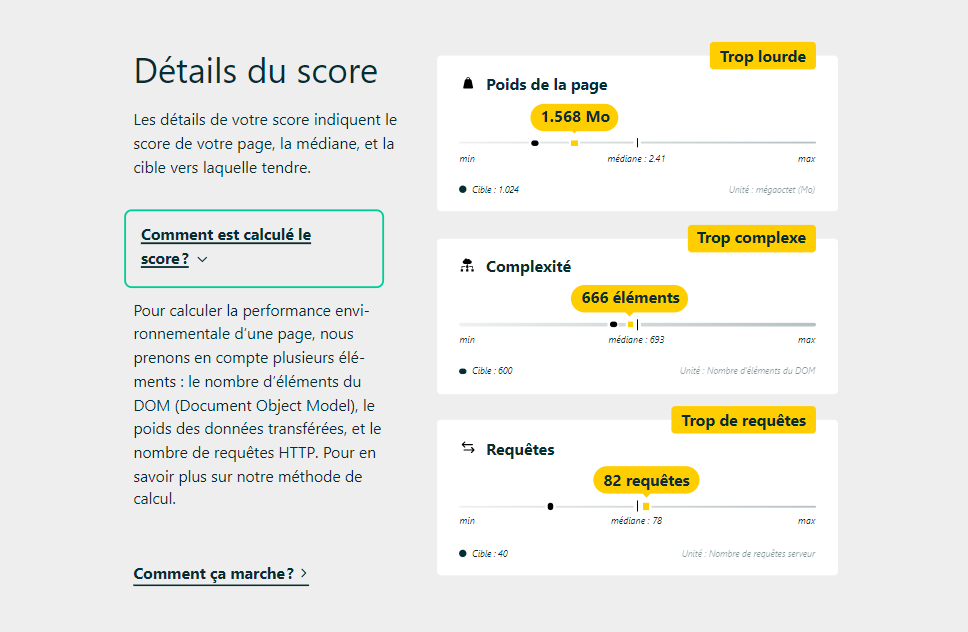 Détails du score
Les détails de votre score indiquent le
score de votre page, la médiane, et la
cible vers laquelle tendre.
Comment est calculé le
score ?
Pour calculer la performance envi-
ronnementale d’une page, nous
prenons en compte plusieurs élé-
ments : le nombre d’éléments du
DOM (Document Object Model), le
poids des données transférées, et le
nombre de requêtes HTTP. Pour en
savoir plus sur notre méthode de
calcul.
Comment ça marche ?
Trop lourde
Poids de la page
1.568 Mo
min médiane : 2.41 max
Cible : 1.024 Unité : mégaoctet (Mo)
Trop complexe
Complexité
666 éléments
min médiane : 693 max
Cible : 600 Unité : Nombre d’éléments du DOM
Trop de requêtes
Requêtes
82 requêtes
min médiane : 78 max
Cible : 40 Unité : Nombre de requêtes serveur